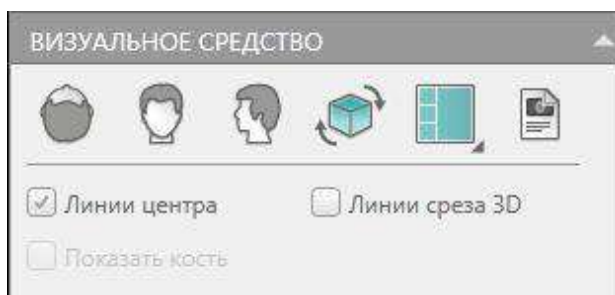 ВИЗУАЛЬНОЕ СРЕДСТВО
Линии центра
Линии среза 3D
Показать кость